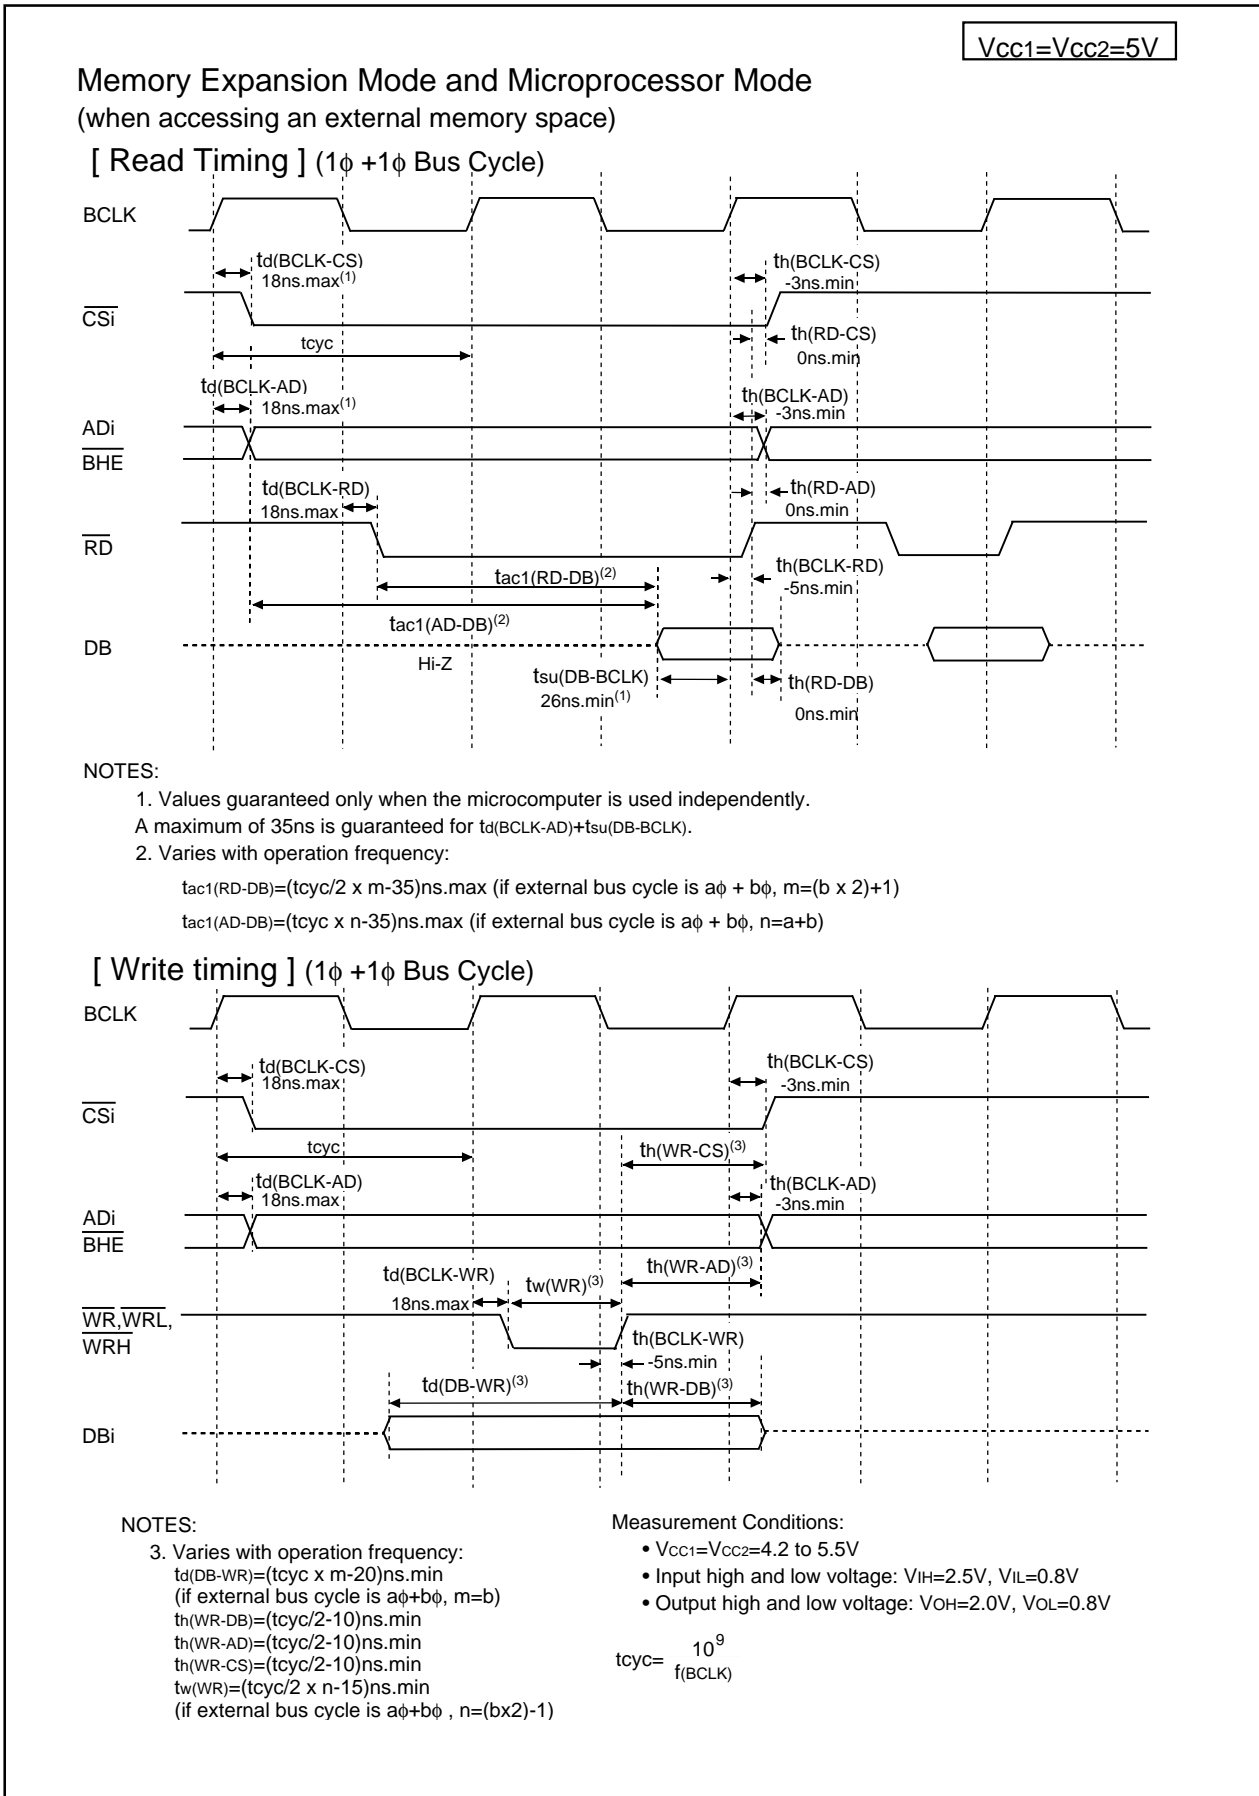 Vcc1=Vcc2=5V
Memory Expansion Mode and Microprocessor Mode
(when accessing an external memory space)
[ Read Timing ] (1ϕ +1ϕ Bus Cycle)
BCLK
td(BCLK-CS)
18ns.max(1)
th(BCLK-CS)
-3ns.min
CSi
th(RD-CS)
0ns.min
tcyc
td(BCLK-AD)
18ns.max(1)
th(BCLK-AD)
-3ns.min
ADi
BHE
td(BCLK-RD)
18ns.max
th(RD-AD)
0ns.min
RD
tac1(RD-DB)(2)
th(BCLK-RD)
-5ns.min
tac1(AD-DB)(2)
DB
Hi-Z
tsu(DB-BCLK)
26ns.min(1)
th(RD-DB)
0ns.min
NOTES:
1. Values guaranteed only when the microcomputer is used independently.
A maximum of 35ns is guaranteed for td(BCLK-AD)+tsu(DB-BCLK).
2. Varies with operation frequency:
tac1(RD-DB)=(tcyc/2 x m-35)ns.max (if external bus cycle is aϕ + bϕ, m=(b x 2)+1)
tac1(AD-DB)=(tcyc x n-35)ns.max (if external bus cycle is aϕ + bϕ, n=a+b)
[ Write timing ] (1ϕ +1ϕ Bus Cycle)
BCLK
td(BCLK-CS)
18ns.max
th(BCLK-CS)
-3ns.min
CSi
tcyc
th(WR-CS)(3)
td(BCLK-AD)
18ns.max
th(BCLK-AD)
-3ns.min
ADi
BHE
td(BCLK-WR)
18ns.max
tw(WR)(3)
th(WR-AD)(3)
WR,WRL,
WRH
th(BCLK-WR)
-5ns.min
td(DB-WR)(3)
th(WR-DB)(3)
DBi
NOTES:
3. Varies with operation frequency:
td(DB-WR)=(tcyc x m-20)ns.min
(if external bus cycle is aϕ+bϕ, m=b)
th(WR-DB)=(tcyc/2-10)ns.min
th(WR-AD)=(tcyc/2-10)ns.min
th(WR-CS)=(tcyc/2-10)ns.min
tw(WR)=(tcyc/2 x n-15)ns.min
(if external bus cycle is aϕ+bϕ , n=(bx2)-1)
Measurement Conditions:
• VCC1=VCC2=4.2 to 5.5V
• Input high and low voltage: VIH=2.5V, VIL=0.8V
• Output high and low voltage: VOH=2.0V, VOL=0.8V
tcyc= 10^9
f(BCLK)